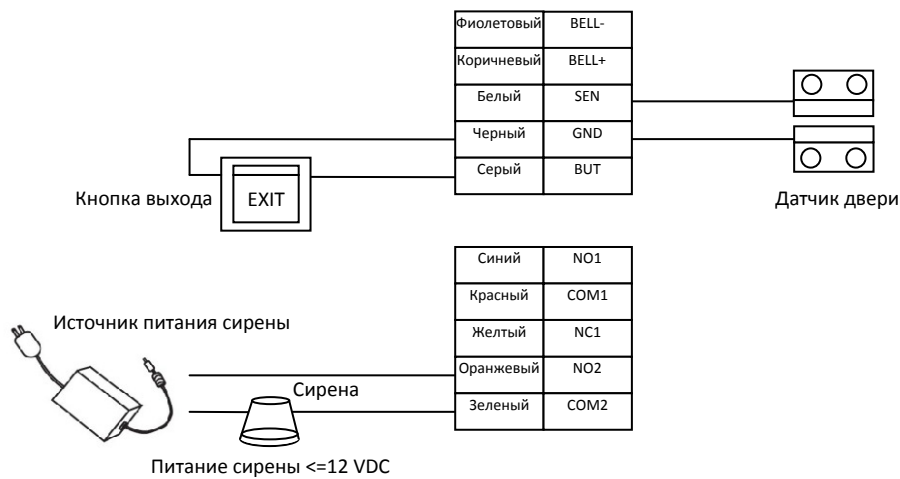 Фиолетовый BELL-
Коричневый BELL+
Белый SEN
Черный GND
Серый BUT
Кнопка выхода
EXIT
Датчик двери
Синий NO1
Красный COM1
Источник питания сирены
Желтый NC1
Оранжевый NO2
Сирена
Зеленый COM2
Питание сирены <=12 VDC